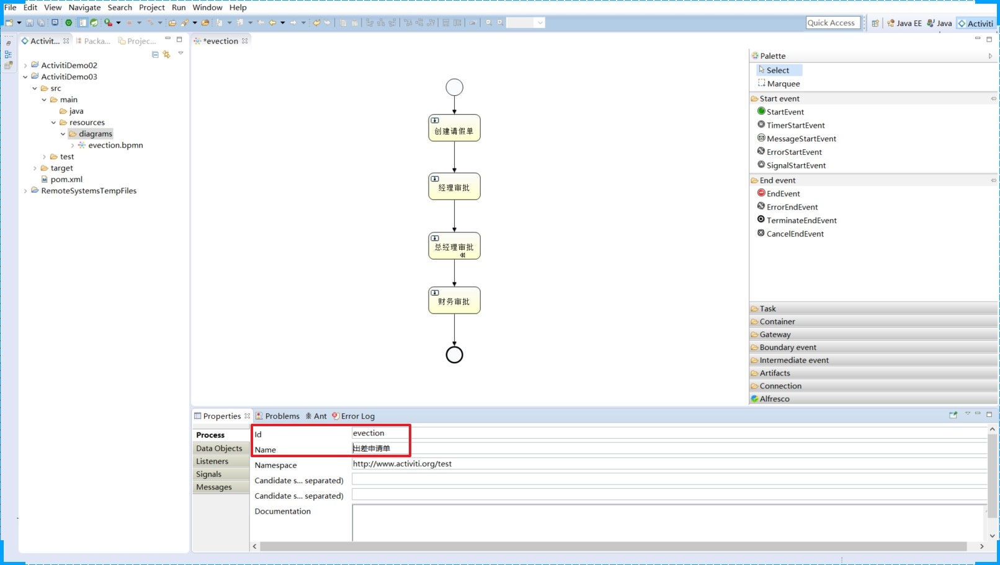 File Edit View Navigate Search Project Run Window Help
Quick Access
Java EE
Java
Activiti
Activit...
Packa...
Projec...
*evection
ActivitiDemo02
ActivitiDemo03
src
main
java
resources
diagrams
evection.bpmn
test
target
pom.xml
RemoteSystemsTempFiles
创建请假单
经理审批
总经理审批
财务审批
Palette
Select
Marquee
Start event
StartEvent
TimerStartEvent
MessageStartEvent
ErrorStartEvent
SignalStartEvent
End event
EndEvent
ErrorEndEvent
TerminateEndEvent
CancelEndEvent
Task
Container
Gateway
Boundary event
Intermediate event
Artifacts
Connection
Alfresco
Properties
Problems
Ant
Error Log
Process
Data Objects
Listeners
Signals
Messages
Id evection
Name 出差申请单
Namespace http://www.activiti.org/test
Candidate s... separated)
Candidate s... separated)
Documentation